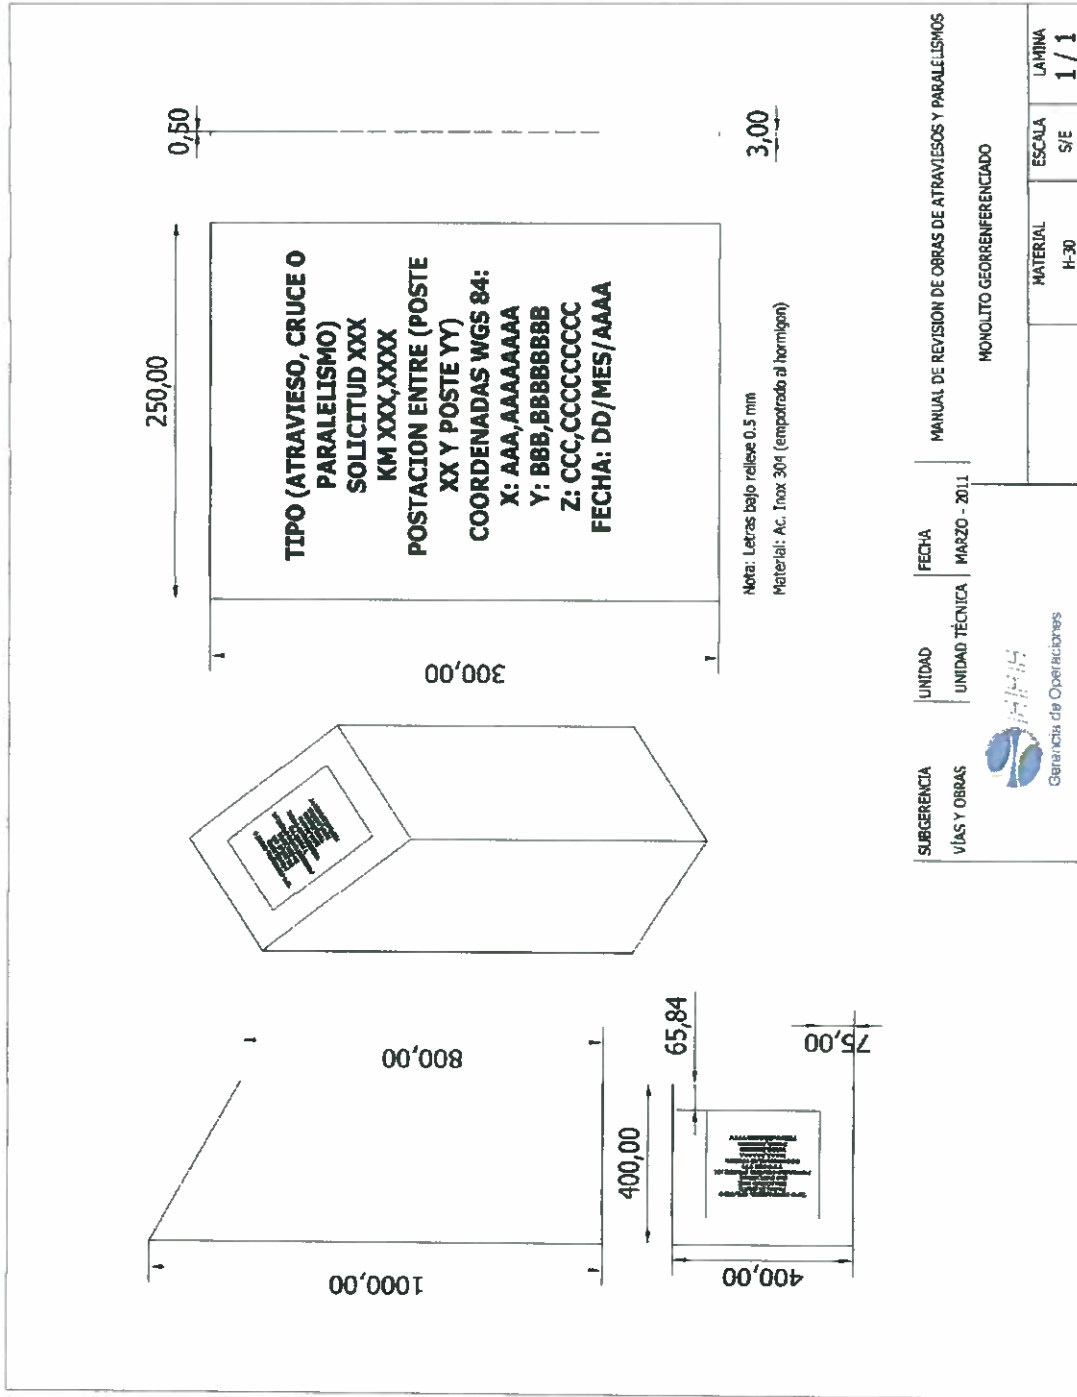 1000,00
800,00
400,00
65,84
400,00
75,00
300,00
250,00
0,50
3,00
TIPO (ATRAVIESO, CRUCE O
PARALELISMO)
SOLICITUD XXX
KM XXX,XXXX
POSTACION ENTRE (POSTE
XX Y POSTE YY)
COORDENADAS WGS 84:
X: AAA,AAAAAAAA
Y: BBB,BBBBBBBB
Z: CCC,CCCCCCCCC
FECHA: DD/MES/AAAA
Nota: Letras bajo relieve 0.5 mm
Material: Ac. Inox 304 (empotrado al hormigon)
SUBGERENCIA
VÍAS Y OBRAS
UNIDAD
UNIDAD TÉCNICA
FECHA
MARZO - 2011
MANUAL DE REVISION DE OBRAS DE ATRAVIESOS Y PARALELISMOS
MONOLITO GEORRENFERENCIADO
Gerencia de Operaciones
MATERIAL
H-30
ESCALA
S/E
LAMINA
1 / 1